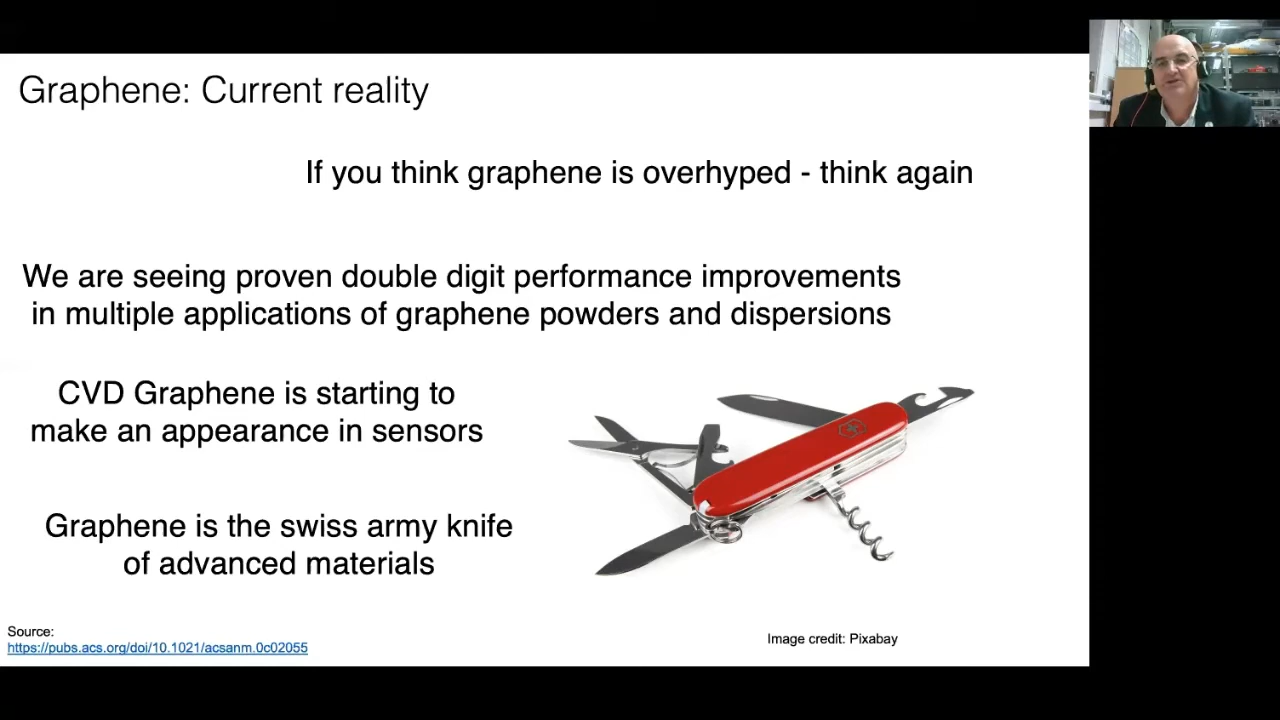 Graphene: Current reality
If you think graphene is overhyped - think again
We are seeing proven double digit performance improvements
in multiple applications of graphene powders and dispersions
CVD Graphene is starting to
make an appearance in sensors
Graphene is the swiss army knife
of advanced materials
Source:
https://pubs.acs.org/doi/10.1021/acsanm.0c02055
Image credit: Pixabay